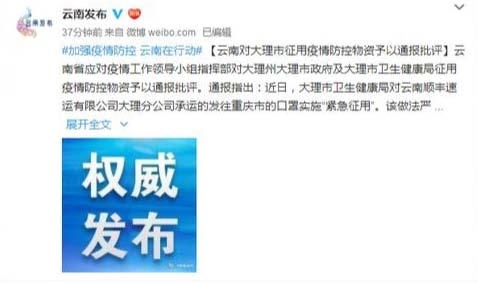 云南发布
37分钟前 来自 微博 weibo.com 已编辑
#加强疫情防控 云南在行动#【云南对大理市征用疫情防控物资予以通报批评】云
南省应对疫情工作领导小组指挥部对大理州大理市政府及大理市卫生健康局征用
疫情防控物资予以通报批评。通报指出：近日，大理市卫生健康局对云南顺丰速
运有限公司大理分公司承运的发往重庆市的口罩实施“紧急征用”。该做法严 ...
展开全文
权威
发布